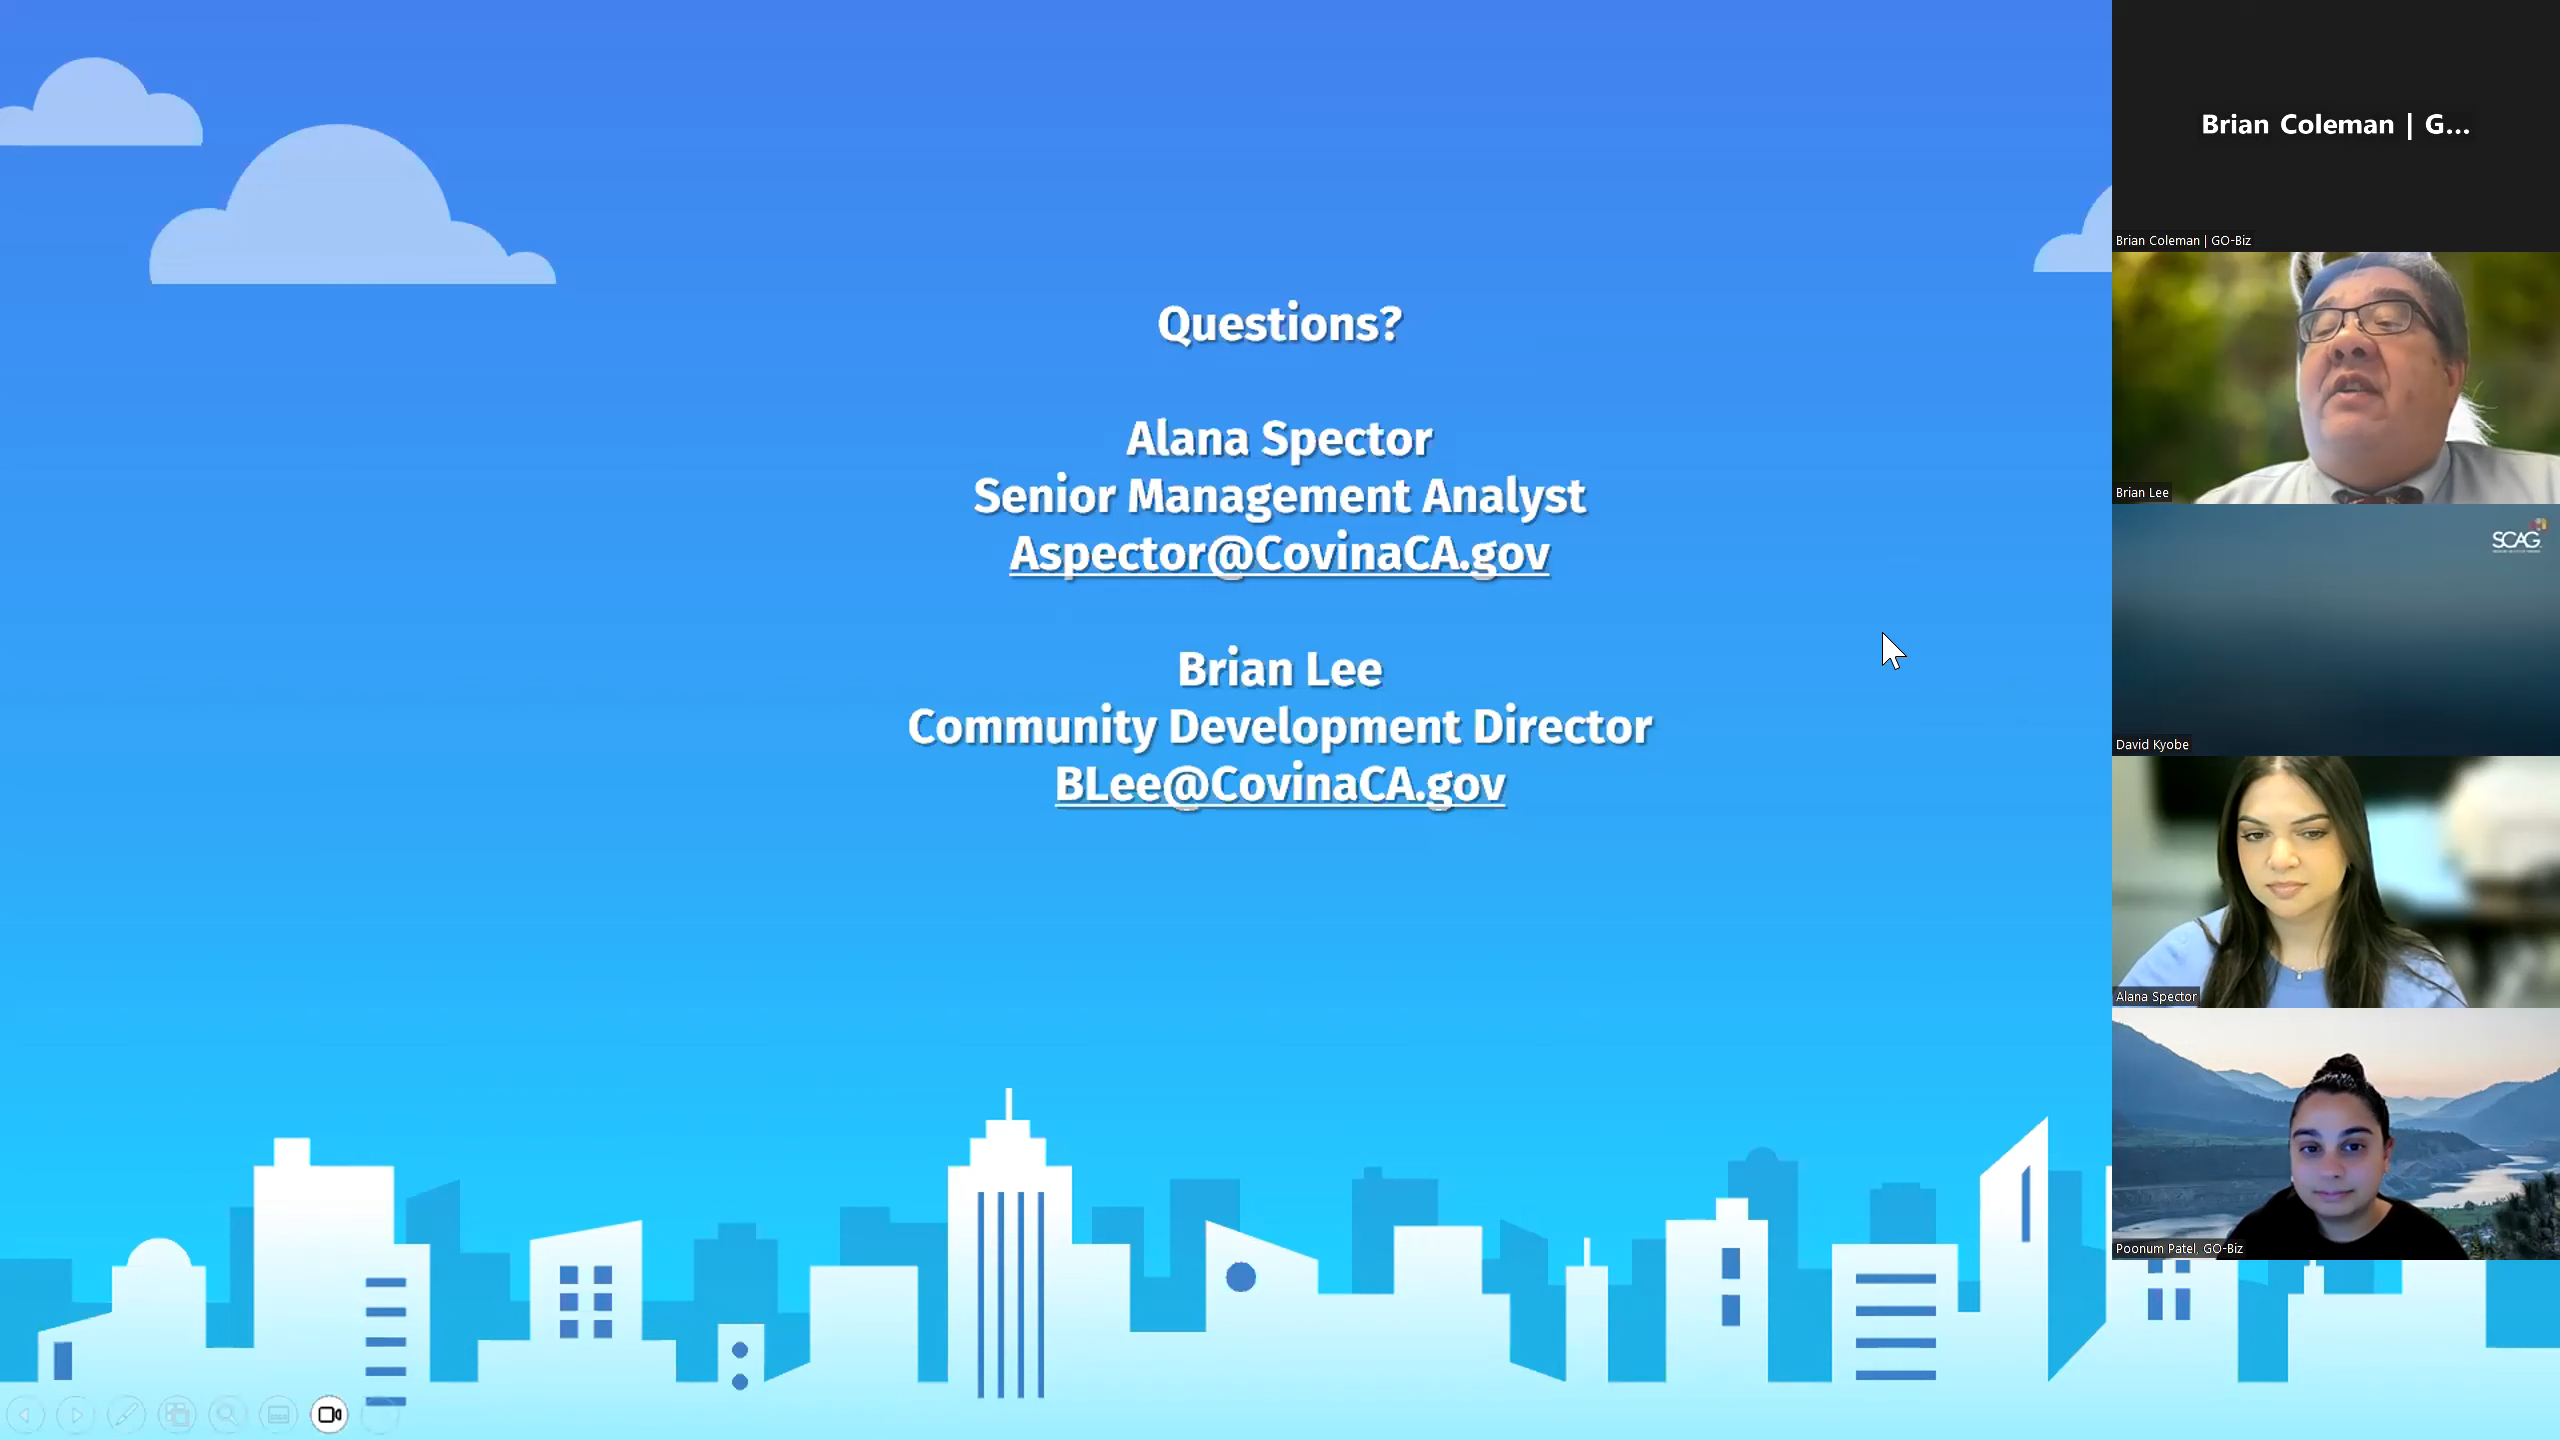 Questions?
Alana Spector
Senior Management Analyst
Aspector@CovinaCA.gov
Brian Lee
Community Development Director
BLee@CovinaCA.gov
Brian Coleman | G...
Brian Coleman | GO-Biz
Brian Lee
SCAG
David Kyobe
Alana Spector
Poonum Patel, GO-Biz